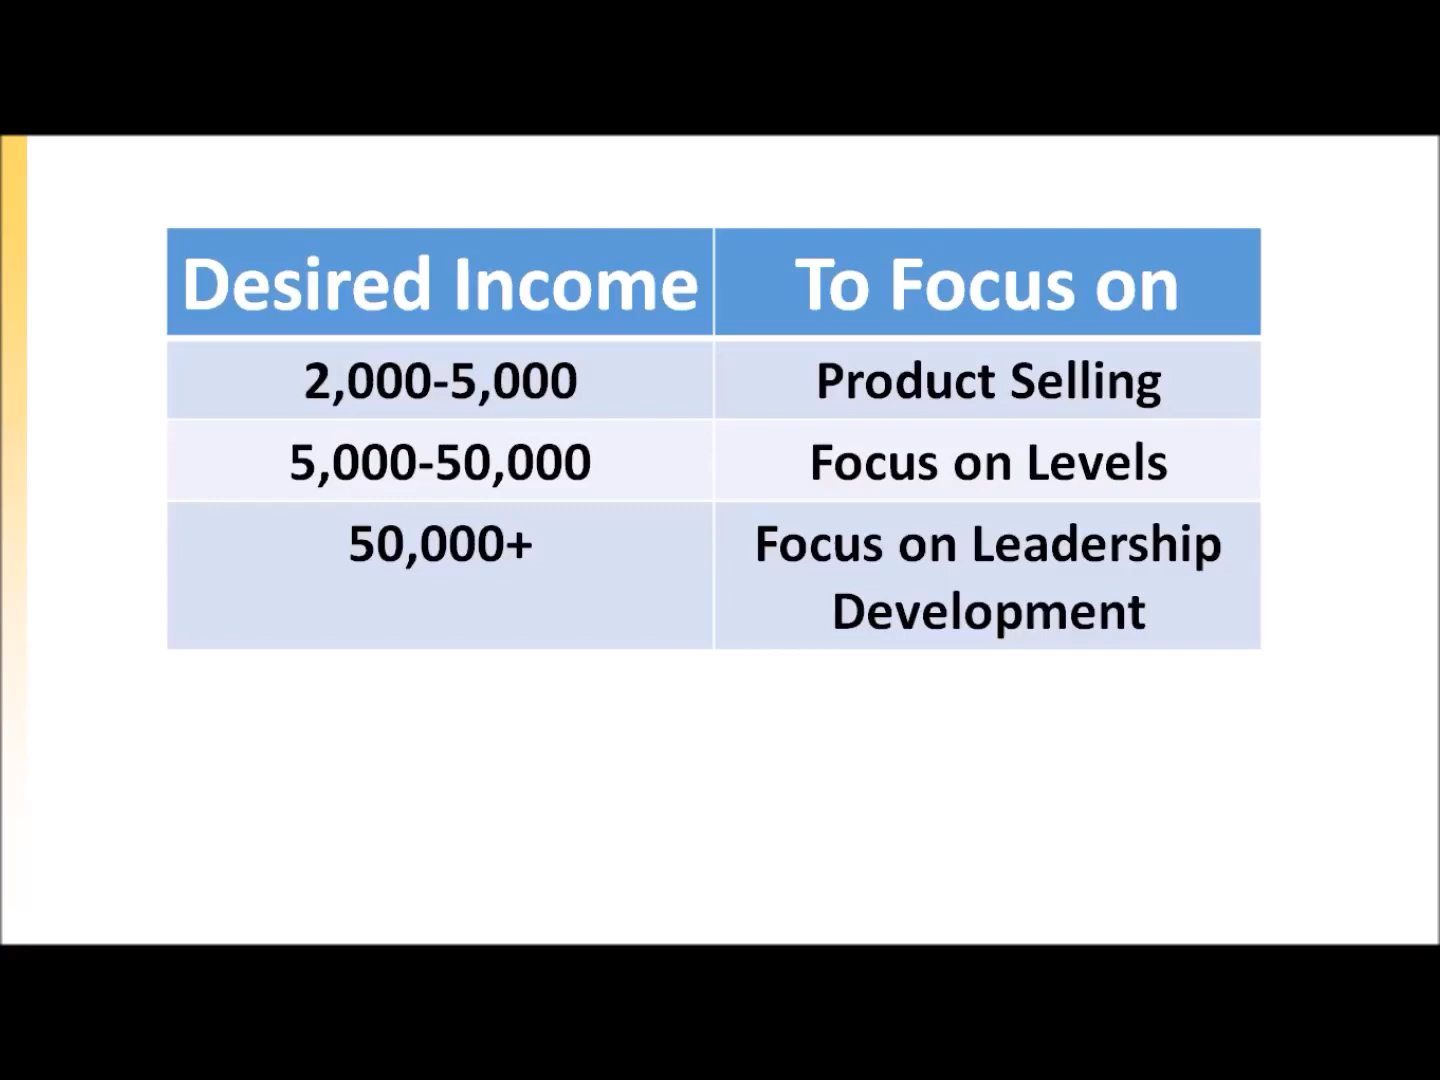 Desired Income
To Focus on
2,000-5,000
Product Selling
5,000-50,000
Focus on Levels
50,000+
Focus on Leadership
Development